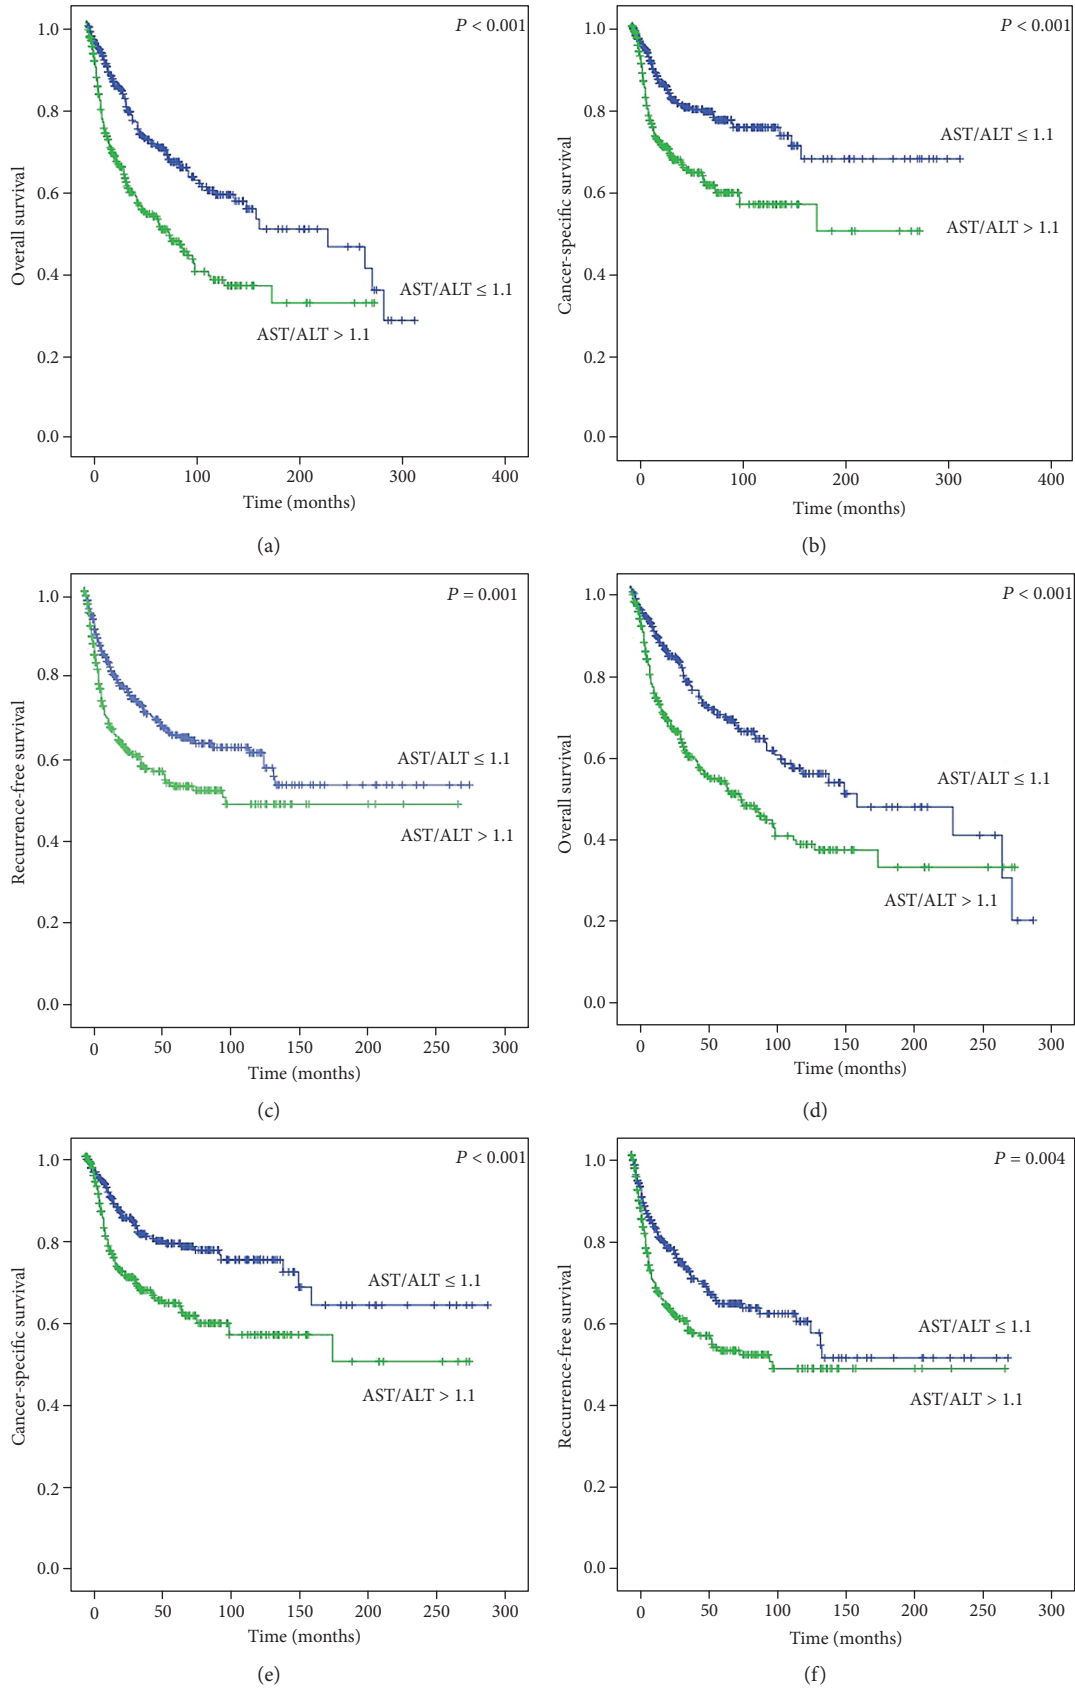 P < 0.001
1.0
0.8
0.6
0.4
0.2
0.0
Overall survival
AST/ALT ≤ 1.1
AST/ALT > 1.1
0 100 200 300 400
Time (months)
(a)
P < 0.001
1.0
0.8
0.6
0.4
0.2
0.0
Cancer-specific survival
AST/ALT ≤ 1.1
AST/ALT > 1.1
0 100 200 300 400
Time (months)
(b)
P = 0.001
1.0
0.8
0.6
0.4
0.2
0.0
Recurrence-free survival
AST/ALT ≤ 1.1
AST/ALT > 1.1
0 50 100 150 200 250 300
Time (months)
(c)
P < 0.001
1.0
0.8
0.6
0.4
0.2
0.0
Overall survival
AST/ALT ≤ 1.1
AST/ALT > 1.1
0 50 100 150 200 250 300
Time (months)
(d)
P < 0.001
1.0
0.8
0.6
0.4
0.2
0.0
Cancer-specific survival
AST/ALT ≤ 1.1
AST/ALT > 1.1
0 50 100 150 200 250 300
Time (months)
(e)
P = 0.004
1.0
0.8
0.6
0.4
0.2
0.0
Recurrence-free survival
AST/ALT ≤ 1.1
AST/ALT > 1.1
0 50 100 150 200 250 300
Time (months)
(f)